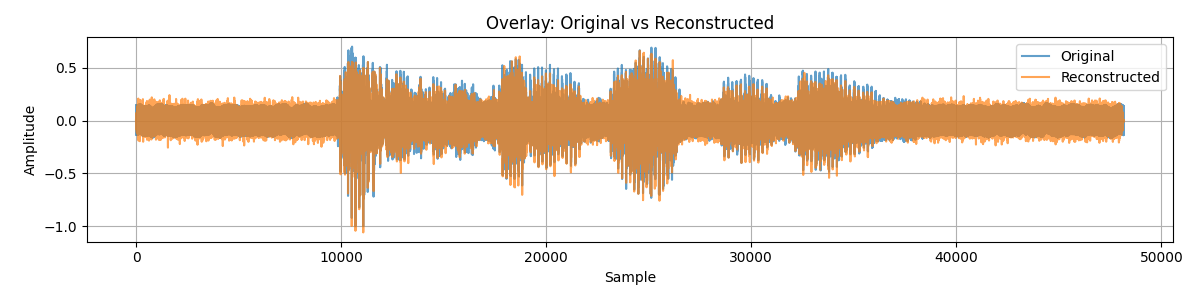 Overlay: Original vs Reconstructed
Original
Reconstructed
Amplitude
0.5
0.0
−0.5
−1.0
0
10000
20000
30000
40000
50000
Sample